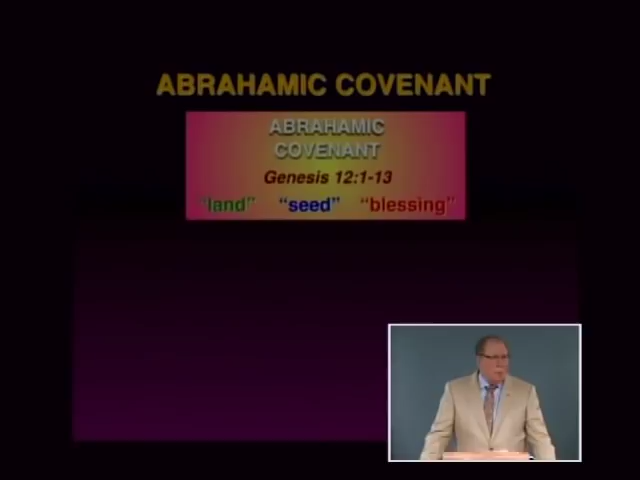 ABRAHAMIC COVENANT
ABRAHAMIC
COVENANT
Genesis 12:1-13
"land" "seed" "blessing"